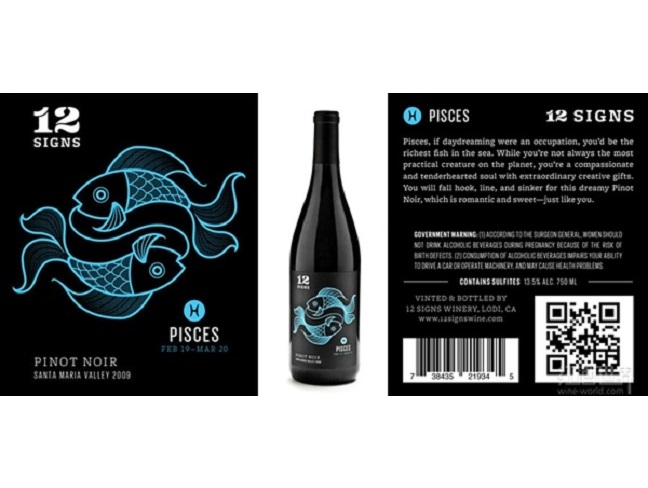 12
SIGNS
PISCES
FEB 19–MAR 20
PINOT NOIR
SANTA MARIA VALLEY 2009
12
SIGNS
PISCES
PINOT NOIR
PISCES
12 SIGNS
Pisces, if daydreaming were an occupation, you'd be the
richest fish in the sea. While you're not always the most
practical creature on the planet, you're a compassionate
and tenderhearted soul with extraordinary creative gifts.
You will fall hook, line, and sinker for this dreamy Pinot
Noir, which is romantic and sweet—just like you.
GOVERNMENT WARNING: (1) ACCORDING TO THE SURGEON GENERAL, WOMEN SHOULD
NOT DRINK ALCOHOLIC BEVERAGES DURING PREGNANCY BECAUSE OF THE RISK OF
BIRTH DEFECTS. (2) CONSUMPTION OF ALCOHOLIC BEVERAGES IMPAIRS YOUR ABILITY
TO DRIVE A CAR OR OPERATE MACHINERY, AND MAY CAUSE HEALTH PROBLEMS.
CONTAINS SULFITES 13.5% ALC. 750 ML
VINTED & BOTTLED BY
12 SIGNS WINERY, LODI, CA
www.12signswine.com
7 38435 21934 5
wine-world.com